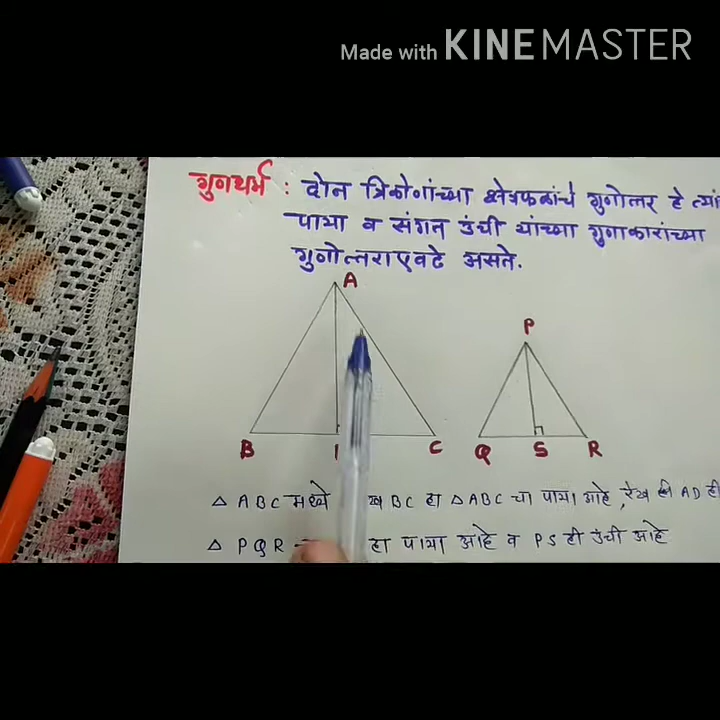 Made with KINEMASTER
गुणधर्म : दोन त्रिकोणांच्या क्षेत्रफळांचे गुणोत्तर हे
पाया व संगत उंची यांच्या गुणाकारांच्या
गुणोत्तराएवढे असते.
A
P
B C Q S R
△ ABC मध्ये BC हा △ABC चा पाया आहे, रेख AD ही
△ PQR हा पाया आहे व PS ही उंची आहे